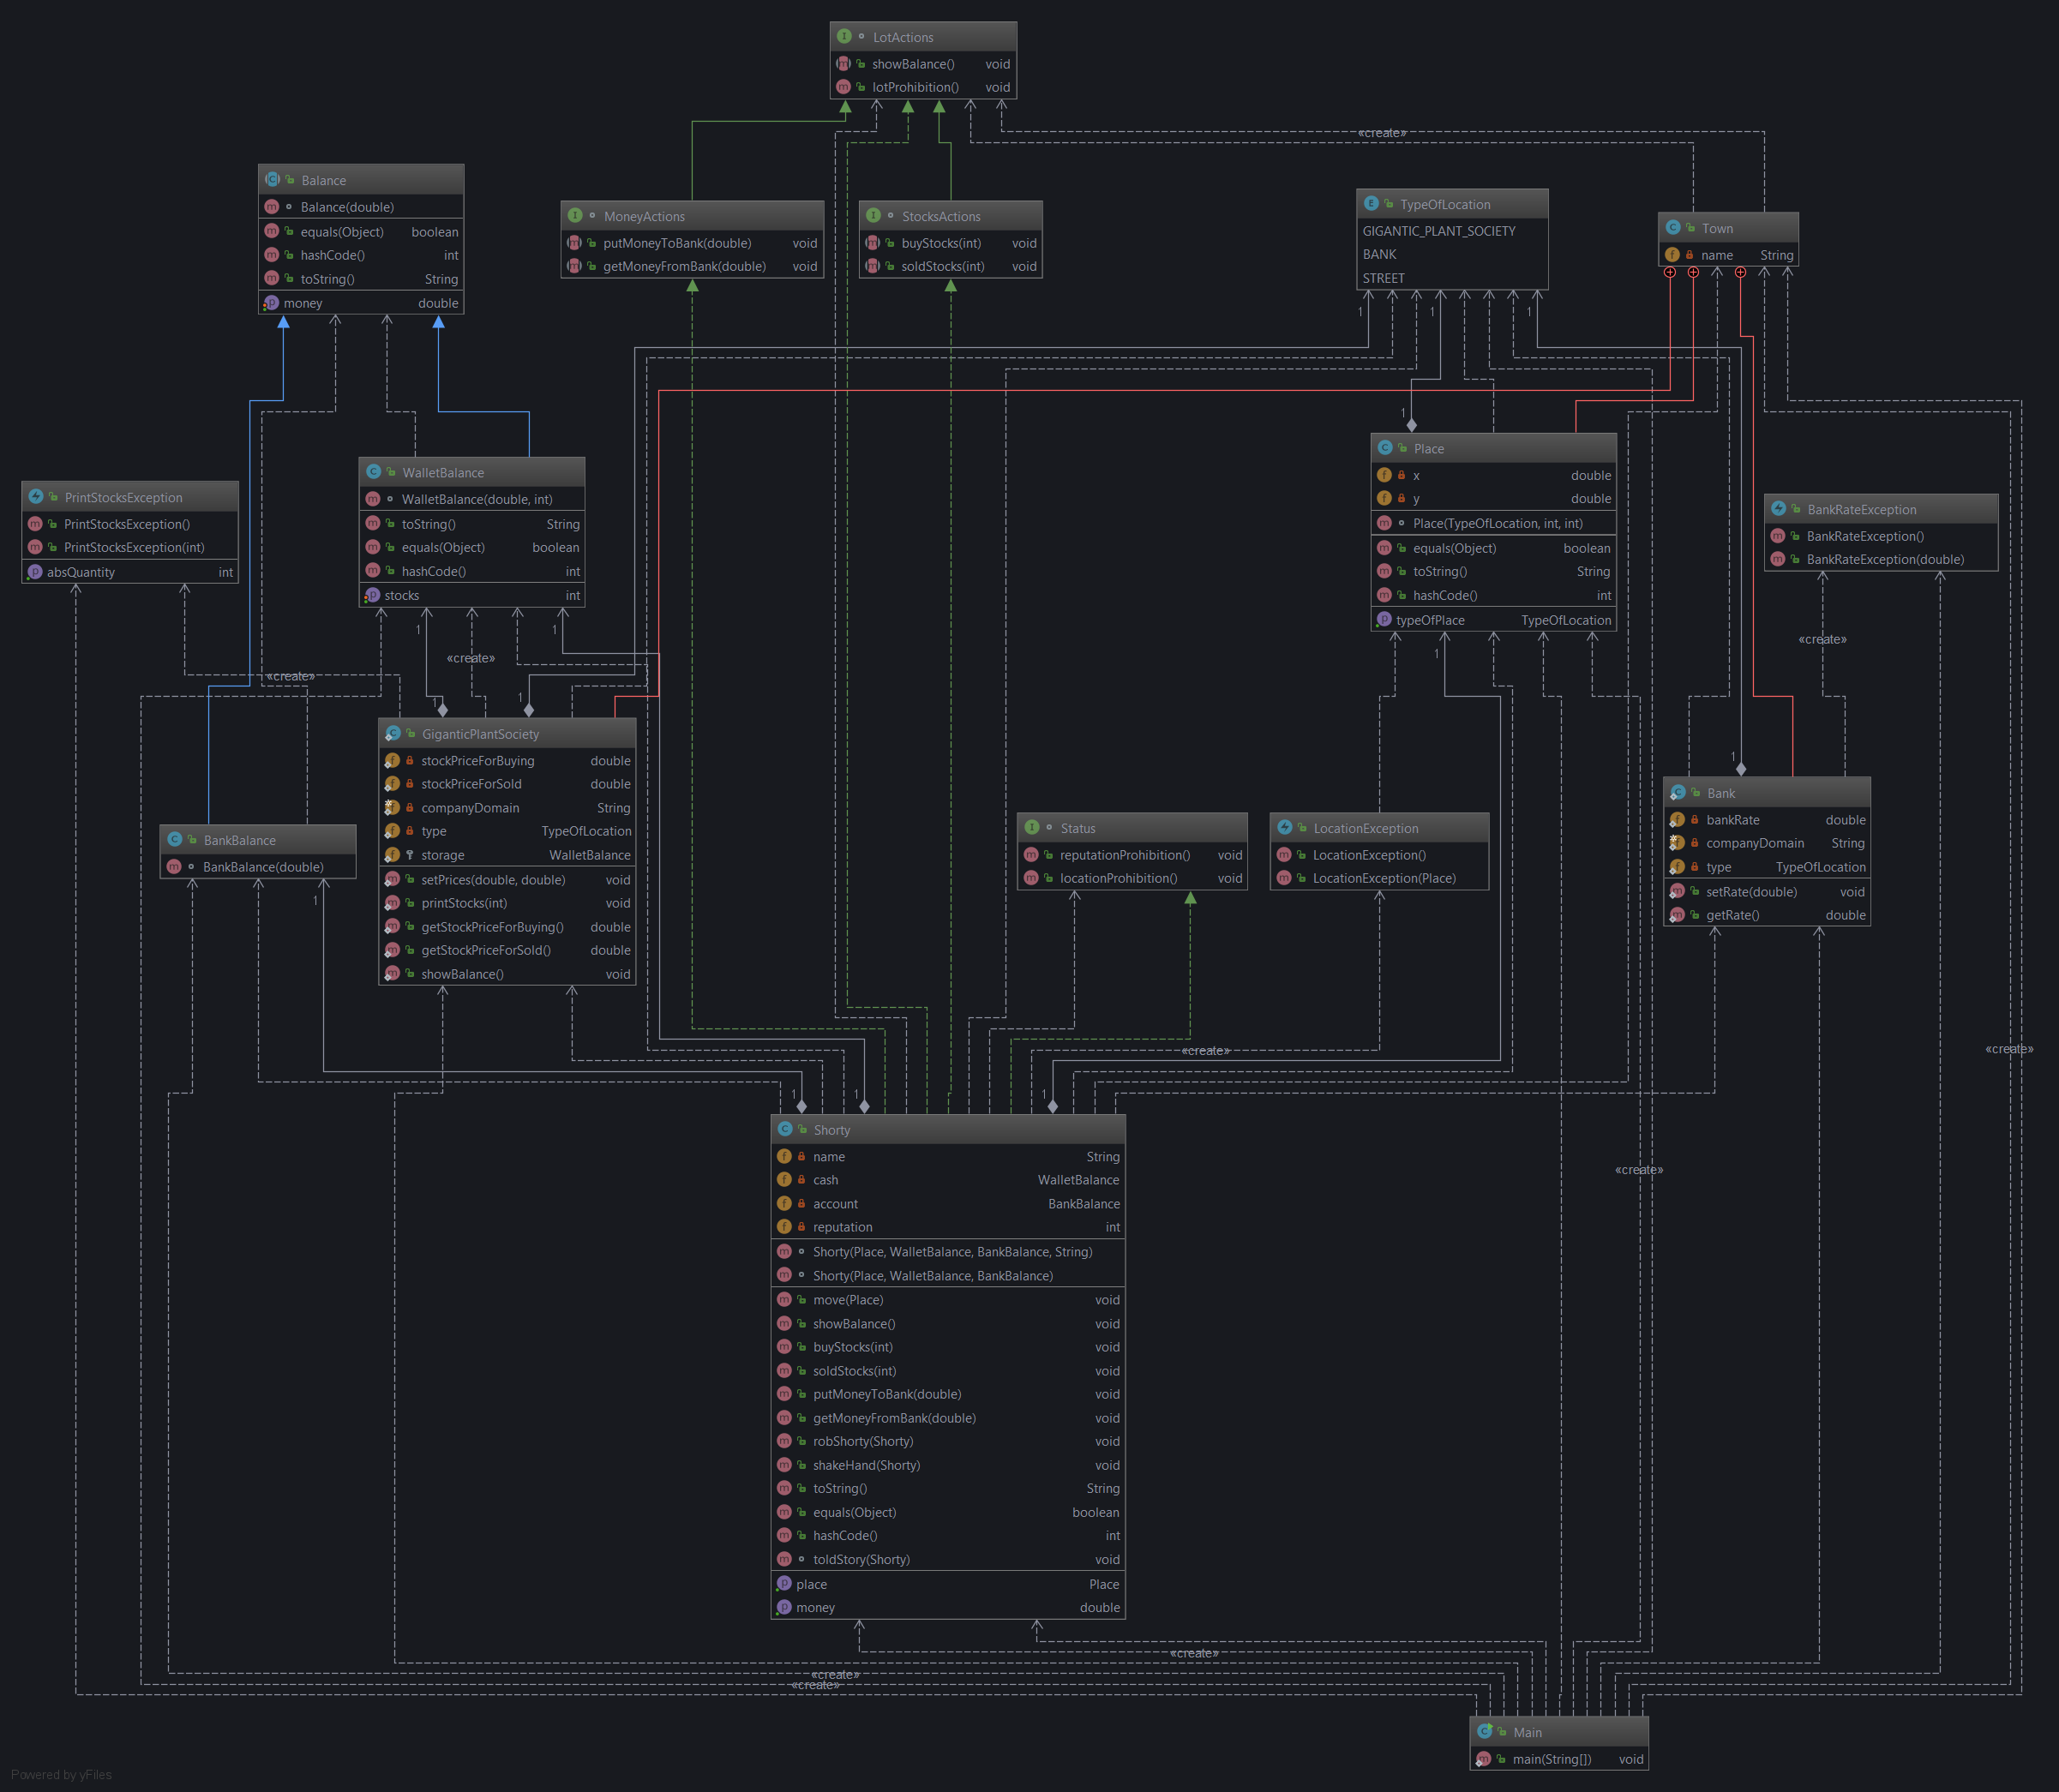 LotActions
showBalance() void
lotProhibition() void
«create»
Balance
Balance(double)
equals(Object) boolean
hashCode() int
toString() String
money double
MoneyActions
putMoneyToBank(double) void
getMoneyFromBank(double) void
StocksActions
buyStocks(int) void
soldStocks(int) void
TypeOfLocation
GIGANTIC_PLANT_SOCIETY
BANK
STREET
Town
name String
1
1
1
1
WalletBalance
WalletBalance(double, int)
toString() String
equals(Object) boolean
hashCode() int
stocks int
PrintStocksException
PrintStocksException()
PrintStocksException(int)
absQuantity int
Place
x double
y double
Place(TypeOfLocation, int, int)
equals(Object) boolean
toString() String
hashCode() int
typeOfPlace TypeOfLocation
BankRateException
BankRateException()
BankRateException(double)
1
1
1
«create»
«create»
«create»
1
1
1
GiganticPlantSociety
stockPriceForBuying double
stockPriceForSold double
companyDomain String
type TypeOfLocation
storage WalletBalance
setPrices(double, double) void
printStocks(int) void
getStockPriceForBuying() double
getStockPriceForSold() double
showBalance() void
BankBalance
BankBalance(double)
1
Status
reputationProhibition() void
locationProhibition() void
LocationException
LocationException()
LocationException(Place)
Bank
bankRate double
companyDomain String
type TypeOfLocation
setRate(double) void
getRate() double
«create»
«create»
1
1
1
«create»
Shorty
name String
cash WalletBalance
account BankBalance
reputation int
Shorty(Place, WalletBalance, BankBalance, String)
Shorty(Place, WalletBalance, BankBalance)
move(Place) void
showBalance() void
buyStocks(int) void
soldStocks(int) void
putMoneyToBank(double) void
getMoneyFromBank(double) void
robShorty(Shorty) void
shakeHand(Shorty) void
toString() String
equals(Object) boolean
hashCode() int
toldStory(Shorty) void
place Place
money double
«create»
«create»
«create»
Main
main(String[]) void
Powered by yFiles